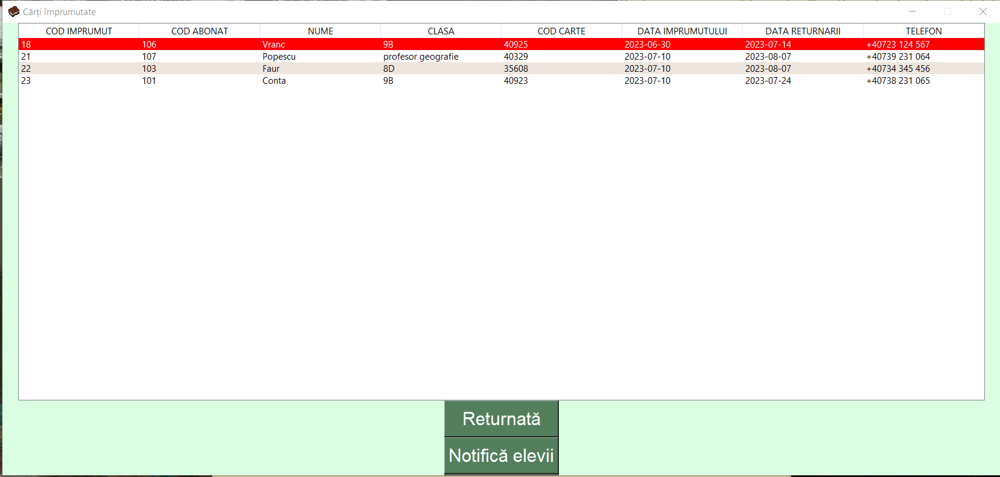 Cărți împrumutate
COD IMPRUMUT COD ABONAT NUME CLASA COD CARTE DATA IMPRUMUTULUI DATA RETURNARII TELEFON
18 106 Vranc 9B 40925 2023-06-30 2023-07-14 +40723 124 567
21 107 Popescu profesor geografie 40329 2023-07-10 2023-08-07 +40739 231 064
22 103 Faur 8D 35608 2023-07-10 2023-08-07 +40734 345 456
23 101 Conta 9B 40923 2023-07-10 2023-07-24 +40738 231 065
Returnată
Notifică elevii